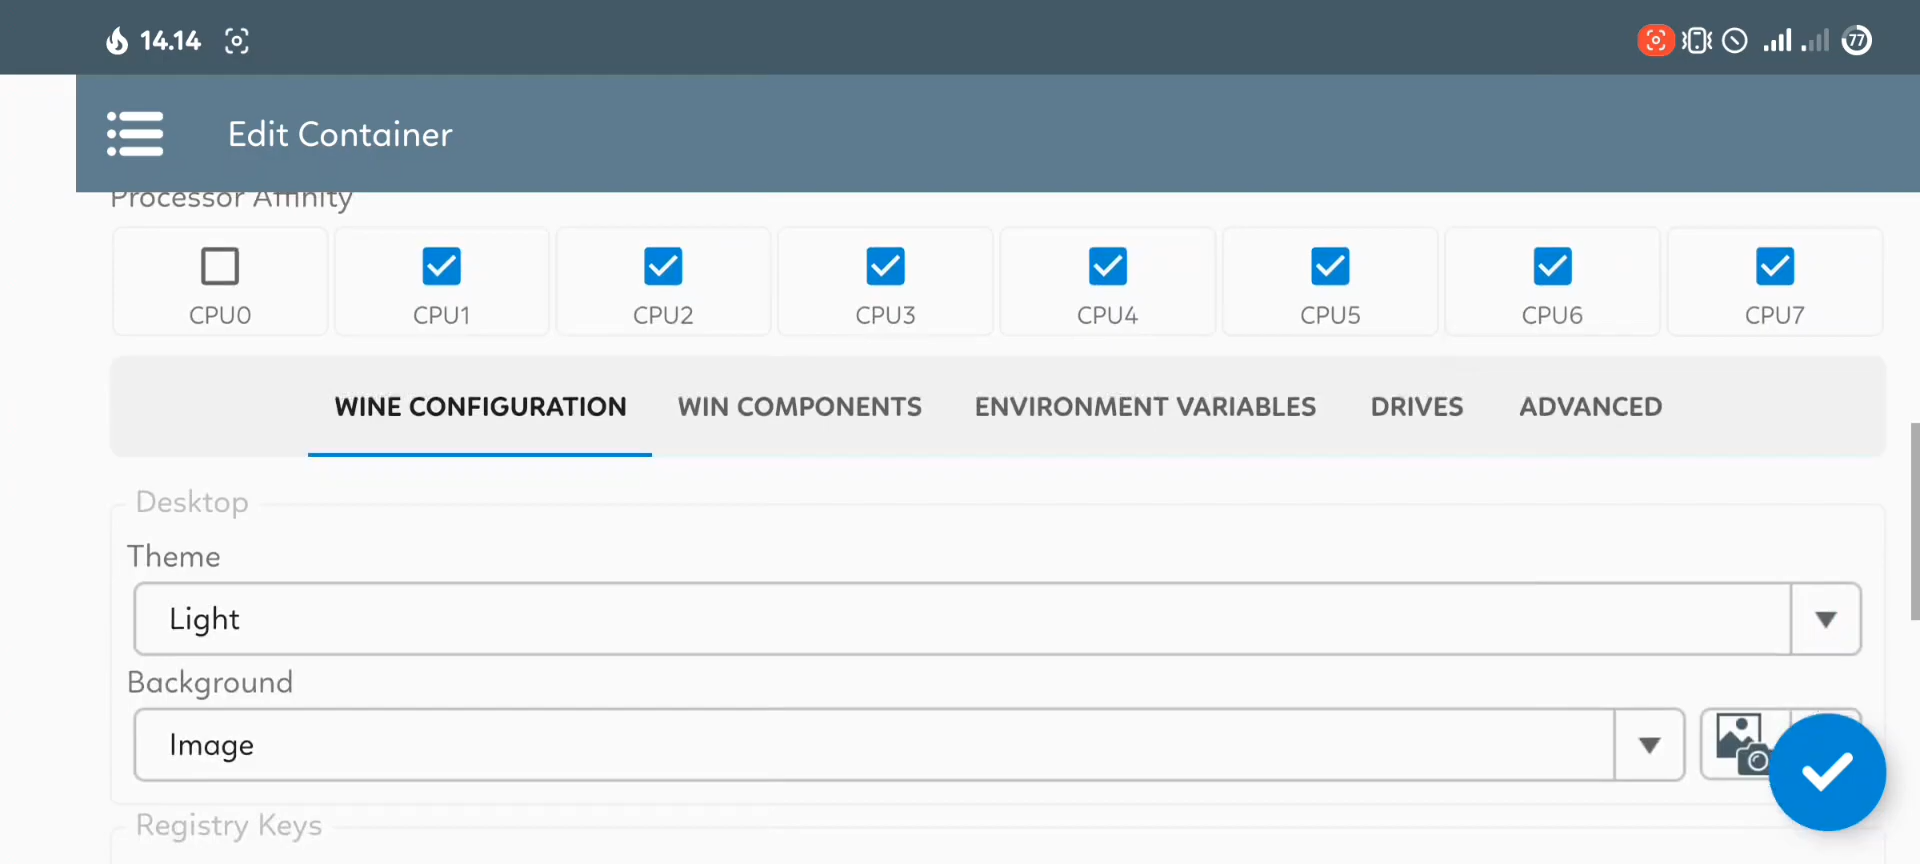 14.14
77
Edit Container
Processor Affinity
CPU0 CPU1 CPU2 CPU3 CPU4 CPU5 CPU6 CPU7
WINE CONFIGURATION WIN COMPONENTS ENVIRONMENT VARIABLES DRIVES ADVANCED
Desktop
Theme
Light
Background
Image
Registry Keys